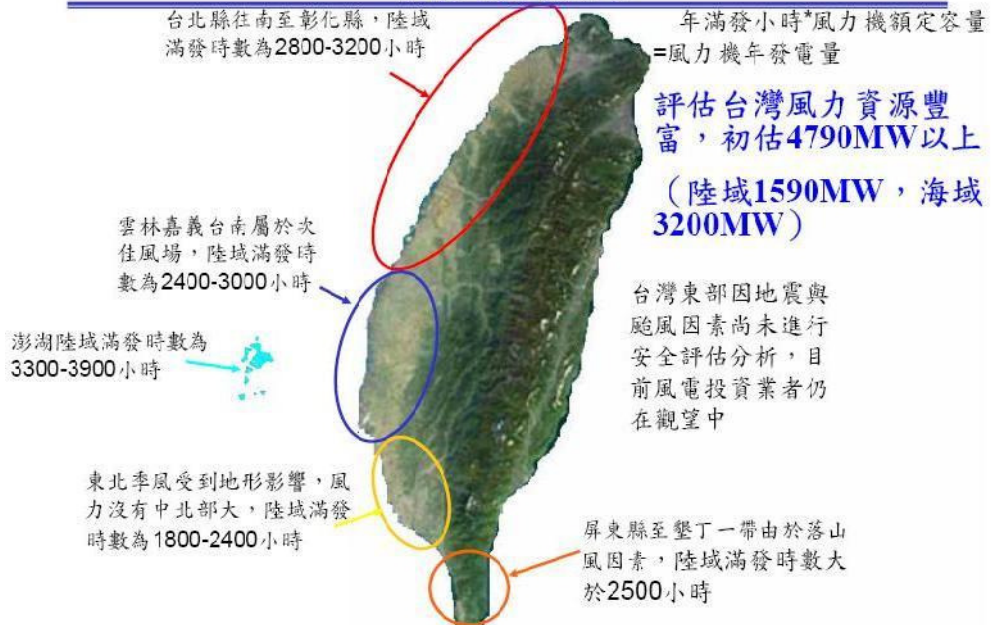 台北縣往南至彰化縣，陸域
滿發時數為2800-3200小時
年滿發小時*風力機額定容量
=風力機年發電量
評估台灣風力資源豐
富，初估4790MW以上
（陸域1590MW，海域
3200MW）
雲林嘉義台南屬於次
佳風場，陸域滿發時
數為2400-3000小時
台灣東部因地震與
颱風因素尚未進行
安全評估分析，目
前風電投資業者仍
在觀望中
澎湖陸域滿發時數為
3300-3900小時
東北季風受到地形影響，風
力沒有中北部大，陸域滿發
時數為1800-2400小時
屏東縣至墾丁一帶由於落山
風因素，陸域滿發時數大
於2500小時